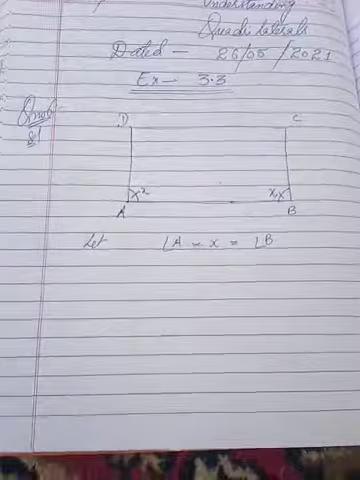 Understanding
Quadrilaterals
Dated - 26/05/2021
Ex- 3.3
D C
x x
A B
Let ∠A = x = ∠B